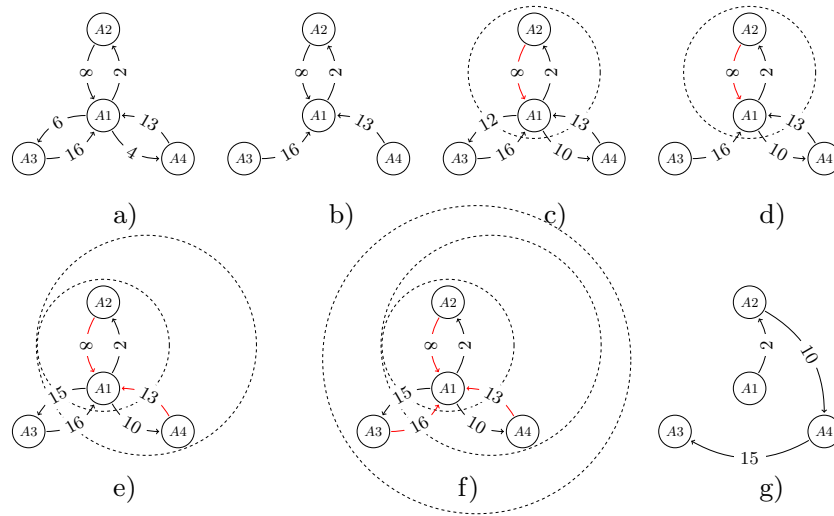 A2 A2 A2 A2
8 2 8 2 8 2 8 2
A1 A1 A1 A1
6 13 13 12 13 13
A3 16 4 A4 A3 16 A4 A3 16 10 A4 A3 16 10 A4
a) b) c) d)
A2 A2 A2
8 2 8 2 2 10
A1 A1 A1
15 13 15 13
A3 16 10 A4 A3 16 10 A4 A3 A4
15
e) f) g)